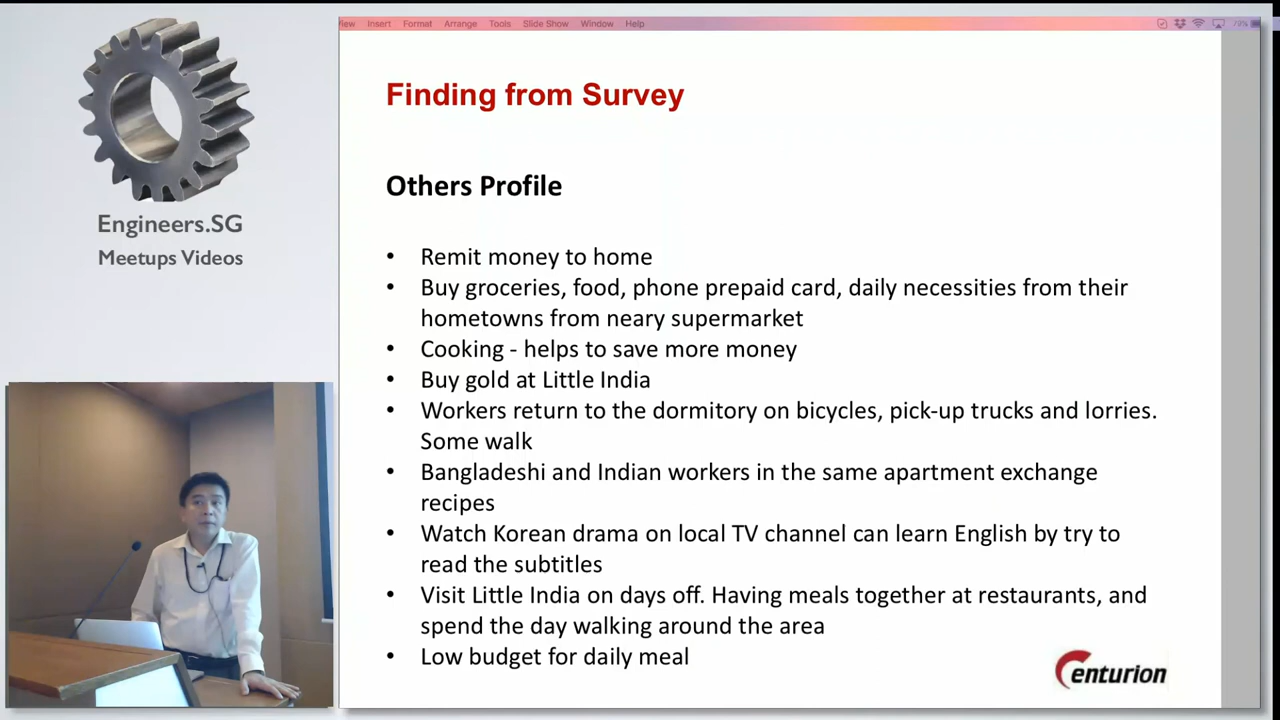 View Insert Format Arrange Tools Slide Show Window Help
79%
Finding from Survey
Engineers.SG
Meetups Videos
Others Profile
• Remit money to home
• Buy groceries, food, phone prepaid card, daily necessities from their
hometowns from neary supermarket
• Cooking - helps to save more money
• Buy gold at Little India
• Workers return to the dormitory on bicycles, pick-up trucks and lorries.
Some walk
• Bangladeshi and Indian workers in the same apartment exchange
recipes
• Watch Korean drama on local TV channel can learn English by try to
read the subtitles
• Visit Little India on days off. Having meals together at restaurants, and
spend the day walking around the area
• Low budget for daily meal
Centurion